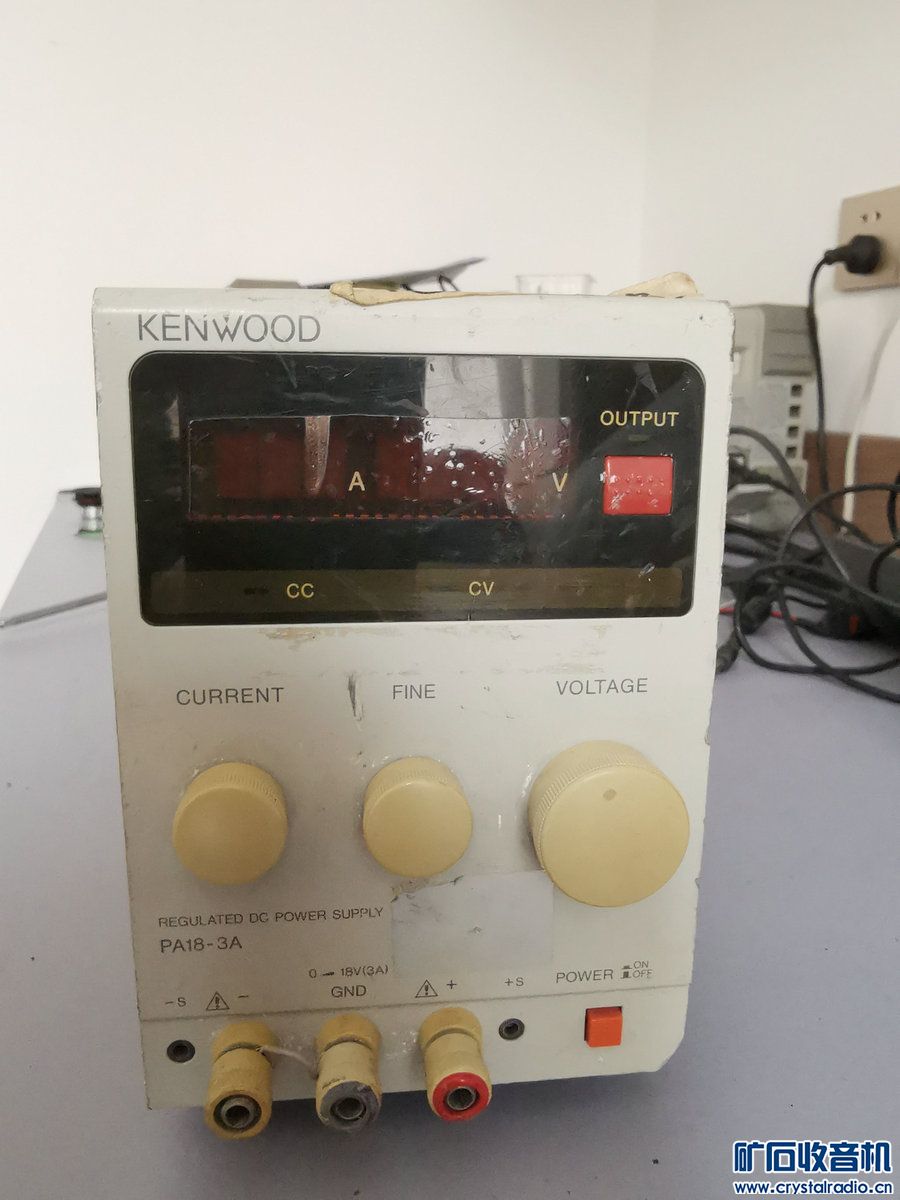 KENWOOD
OUTPUT
A
V
CC
CV
CURRENT
FINE
VOLTAGE
REGULATED DC POWER SUPPLY
PA18-3A
0 — 18V(3A)
POWER ON
OFF
-S
-
GND
+
+S
矿石收音机
www.crystalradio.cn